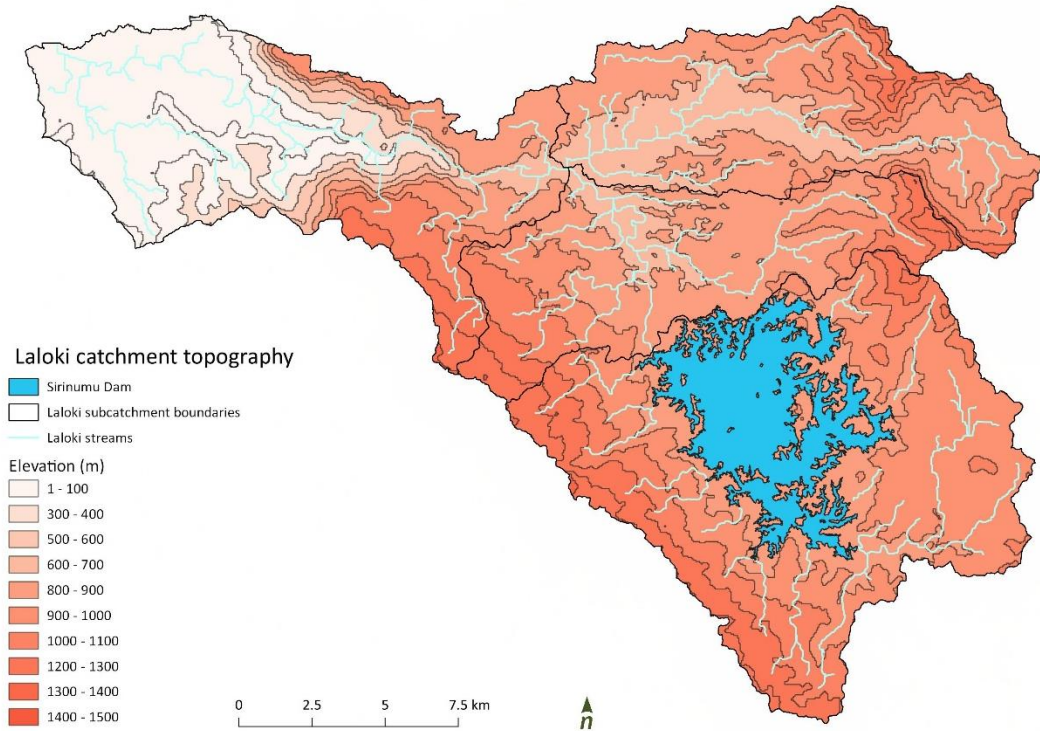 Laloki catchment topography
Sirinumu Dam
Laloki subcatchment boundaries
Laloki streams
Elevation (m)
1 - 100
300 - 400
500 - 600
600 - 700
800 - 900
900 - 1000
1000 - 1100
1200 - 1300
1300 - 1400
1400 - 1500
0 2.5 5 7.5 km
n